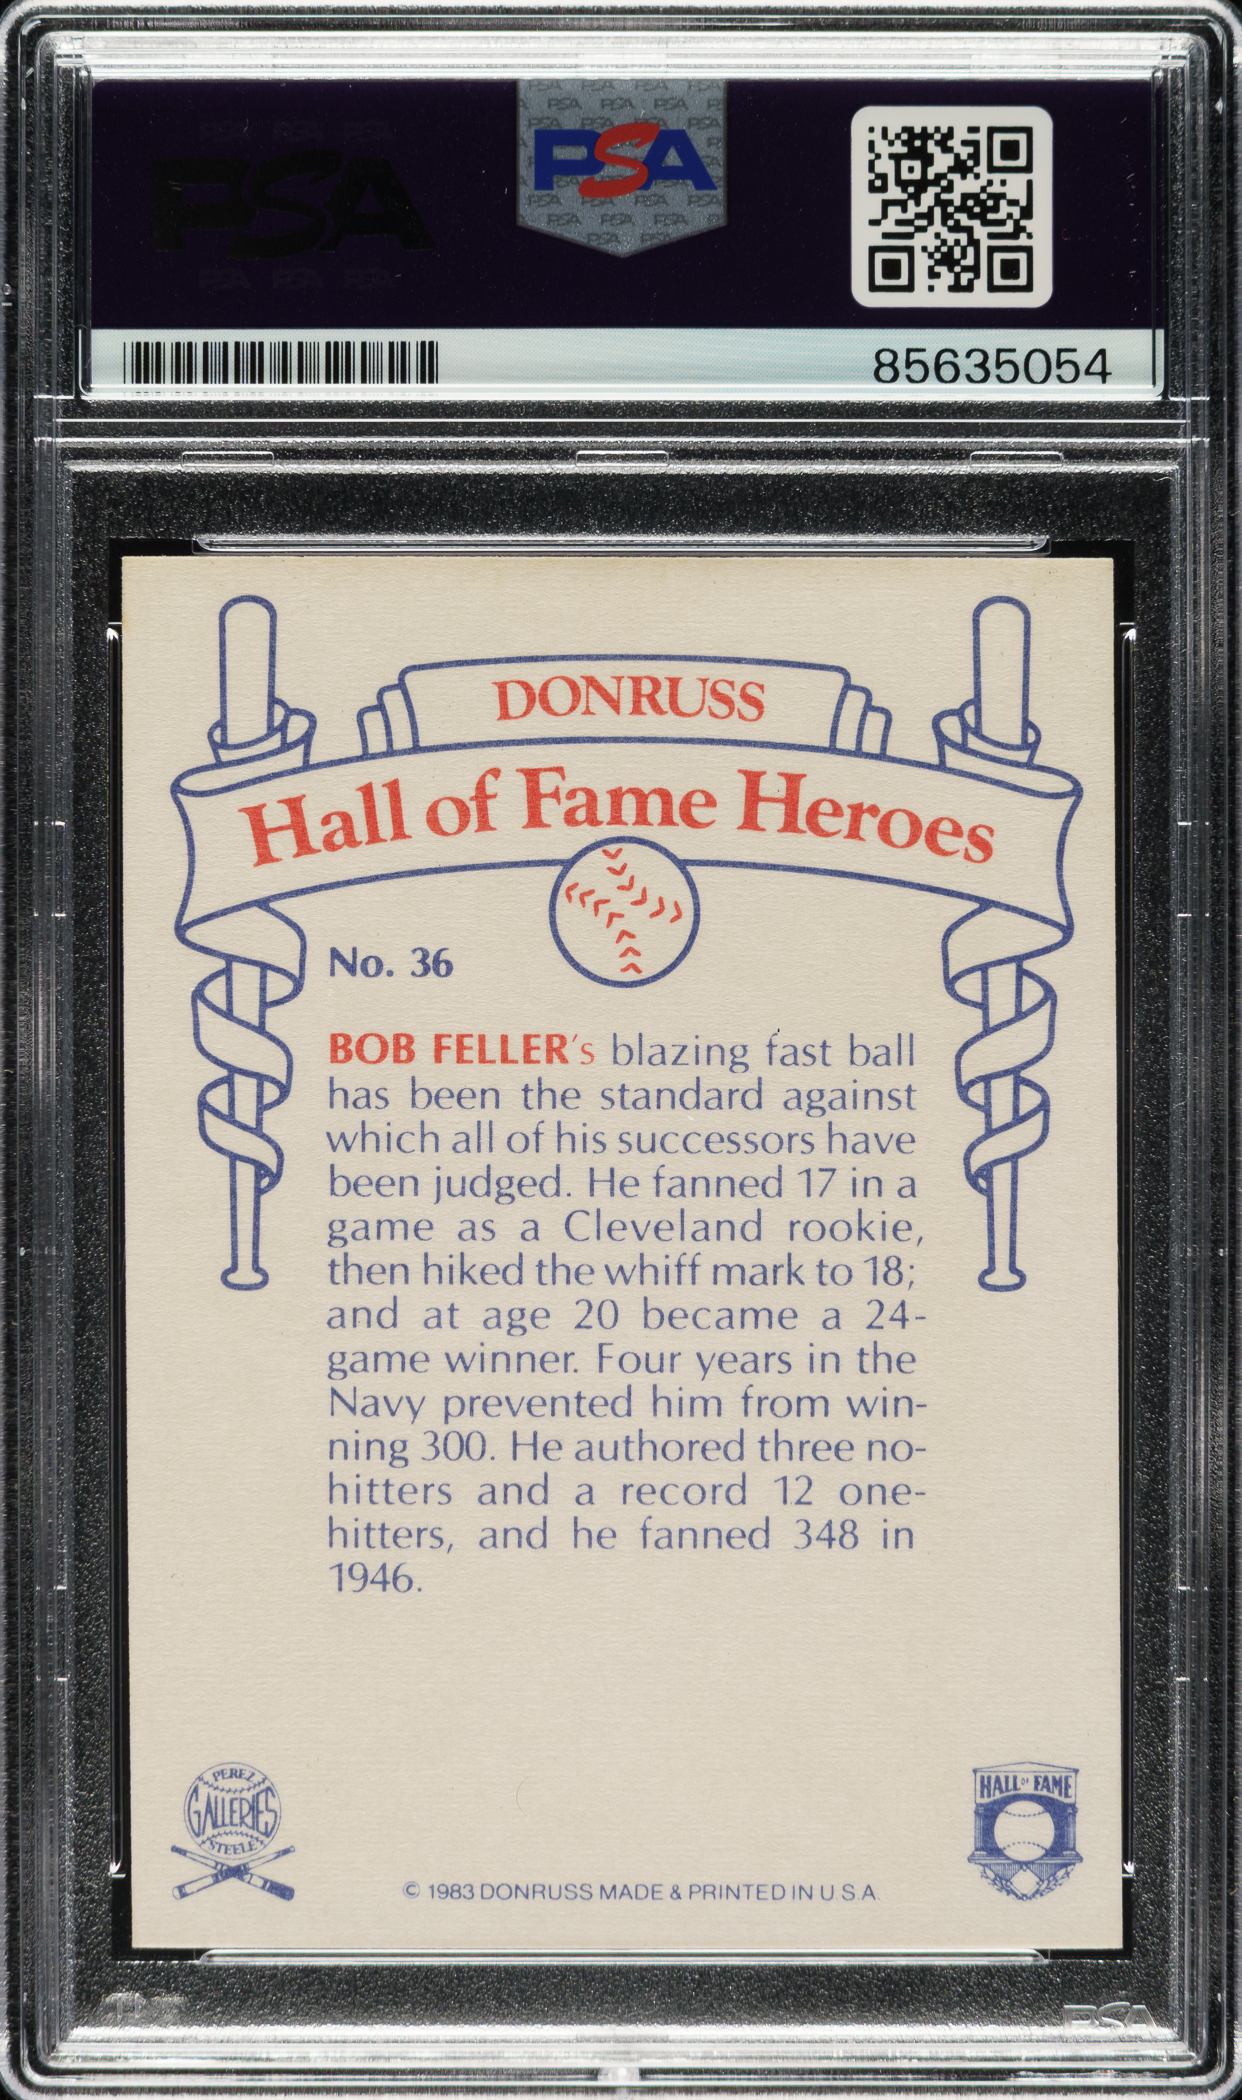 PSA
PSA
85635054
DONRUSS
Hall of Fame Heroes
No. 36
BOB FELLER's blazing fast ball
has been the standard against
which all of his successors have
been judged. He fanned 17 in a
game as a Cleveland rookie,
then hiked the whiff mark to 18;
and at age 20 became a 24-
game winner. Four years in the
Navy prevented him from win-
ning 300. He authored three no-
hitters and a record 12 one-
hitters, and he fanned 348 in
1946.
PEREZ
GALLERIES
STEELE
HALL OF FAME
© 1983 DONRUSS MADE & PRINTED IN U.S.A.
PSA